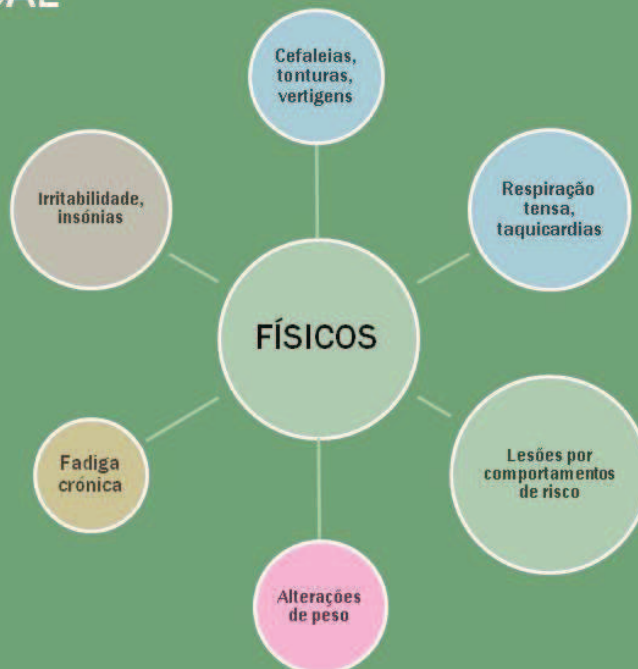 Cefaleias,
tonturas,
vertigens
Irritabilidade,
insónias
Respiração
tensa,
taquicardias
FÍSICOS
Fadiga
crónica
Lesões por
comportamentos
de risco
Alterações
de peso